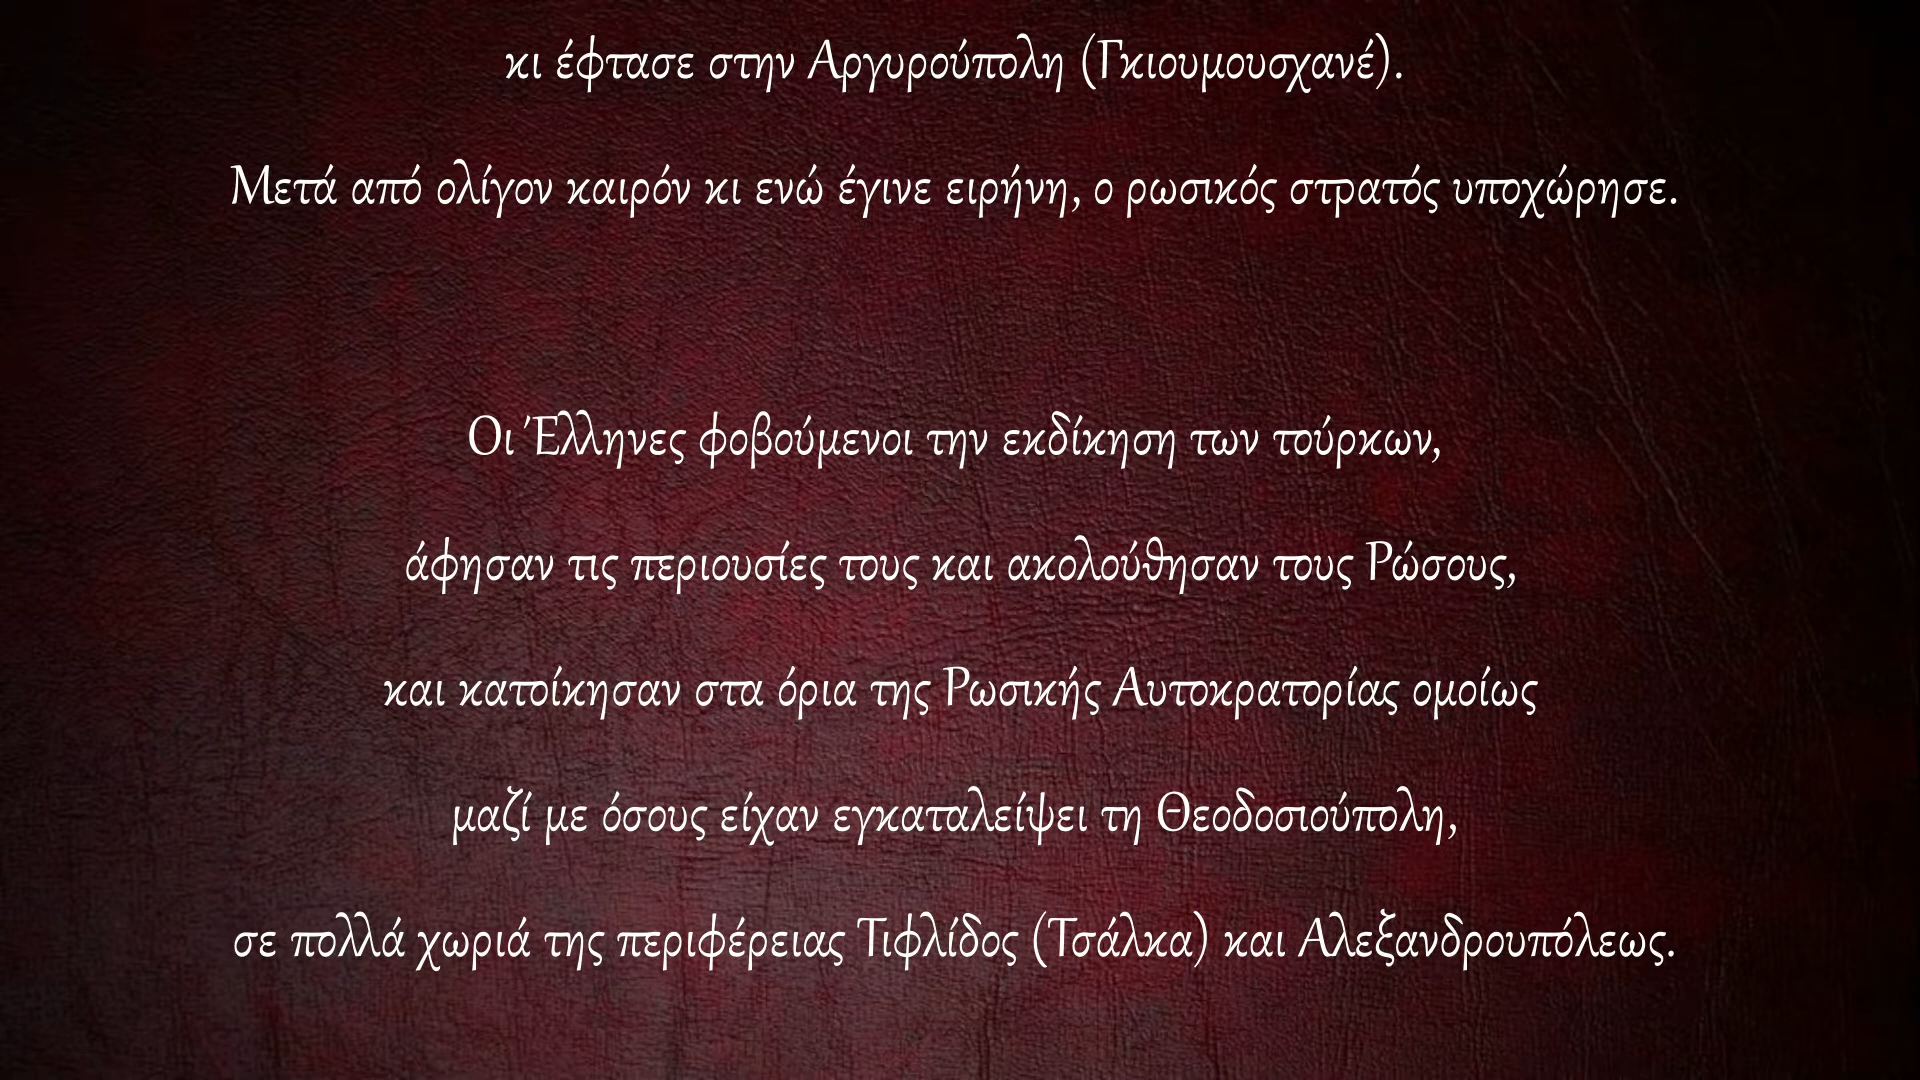 κι έφτασε στην Αργυρούπολη (Γκιουμουσχανέ).
Μετά από ολίγον καιρόν κι ενώ έγινε ειρήνη, ο ρωσικός στρατός υποχώρησε.
Οι Έλληνες φοβούμενοι την εκδίκηση των τούρκων,
άφησαν τις περιουσίες τους και ακολούθησαν τους Ρώσους,
και κατοίκησαν στα όρια της Ρωσικής Αυτοκρατορίας ομοίως
μαζί με όσους είχαν εγκαταλείψει τη Θεοδοσιούπολη,
σε πολλά χωριά της περιφέρειας Τιφλίδος (Τσάλκα) και Αλεξανδρουπόλεως.